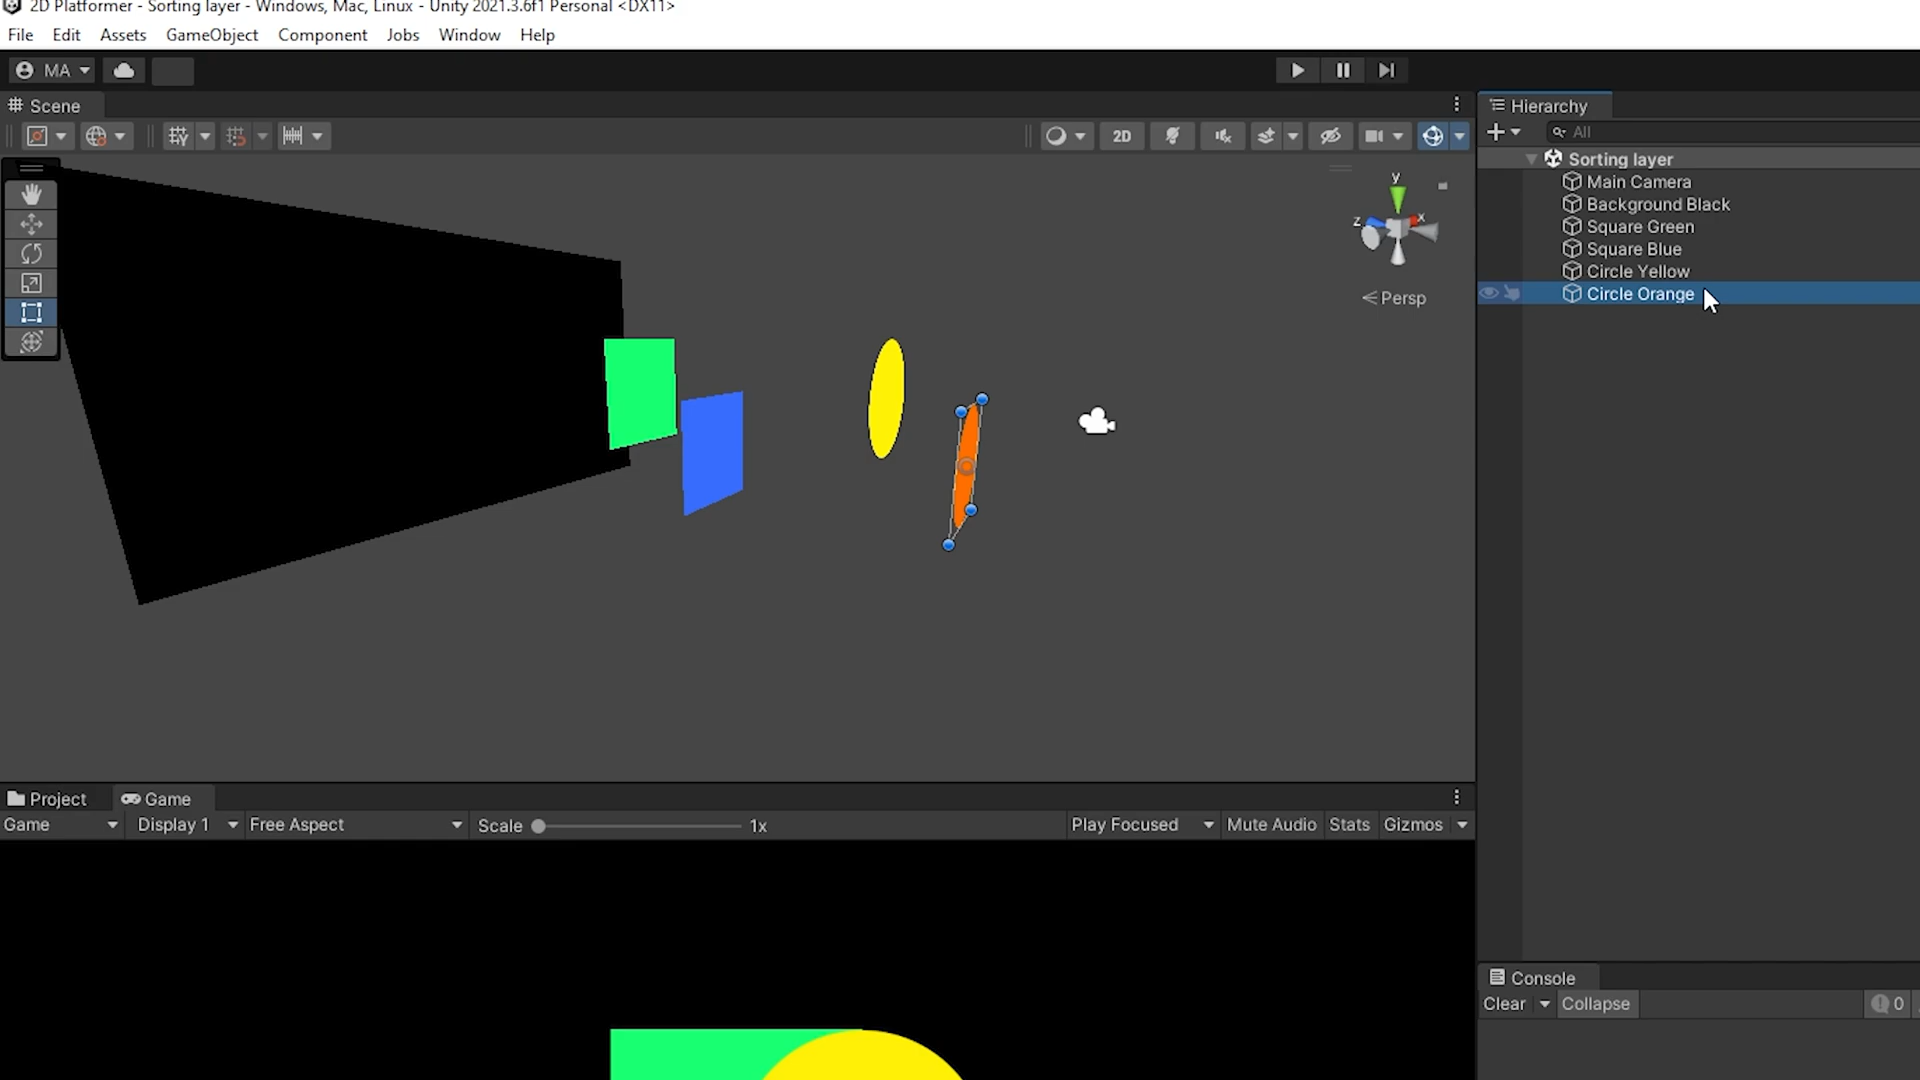 2D Platformer - Sorting layer - Windows, Mac, Linux - Unity 2021.3.6f1 Personal <DX11>
File Edit Assets GameObject Component Jobs Window Help
MA
Scene
Hierarchy
2D
All
Sorting layer
Main Camera
Background Black
Square Green
Square Blue
Circle Yellow
Circle Orange
y
z
x
Persp
Project Game
Game Display 1 Free Aspect Scale 1x Play Focused Mute Audio Stats Gizmos
Console
Clear Collapse 0